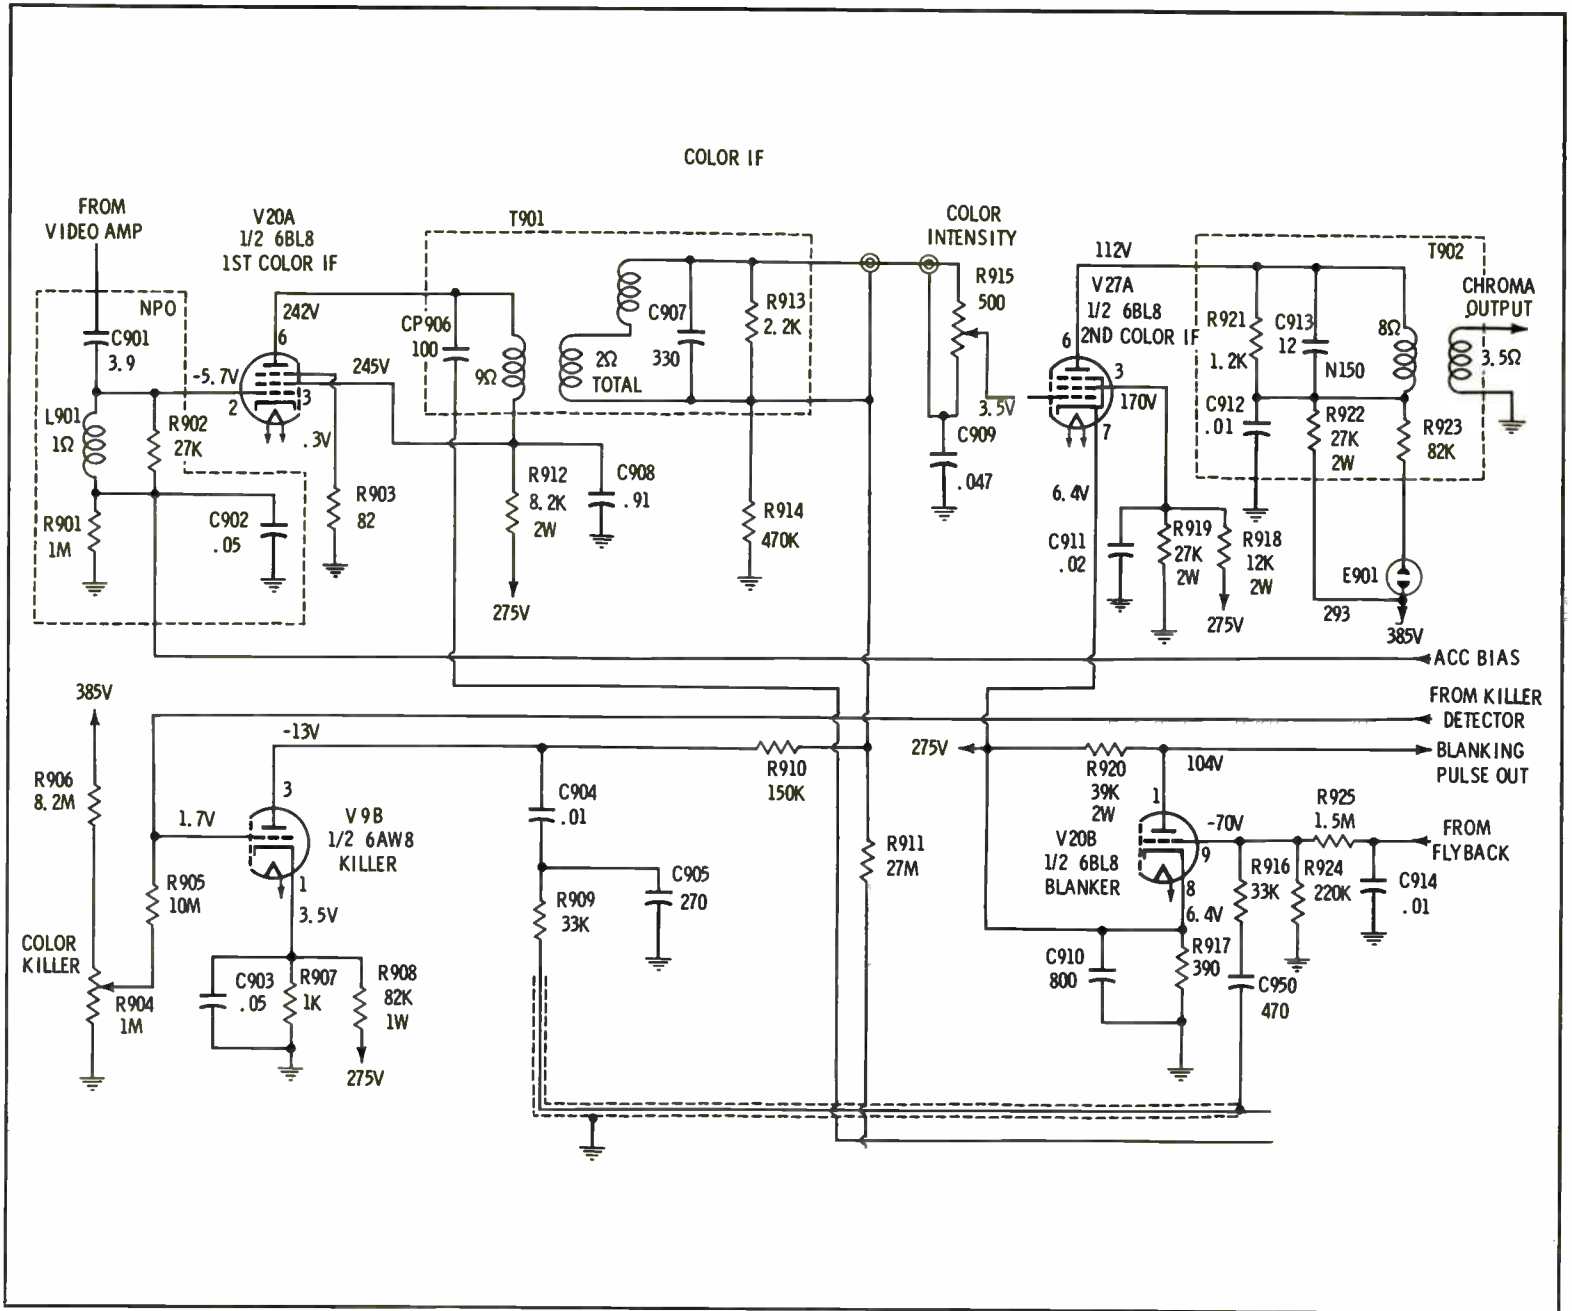 COLOR IF
FROM
VIDEO AMP
V20A
1/2 6BL8
1ST COLOR IF
T901
COLOR
INTENSITY
R915
500
112V
V27A
1/2 6BL8
2ND COLOR IF
T902
CHROMA
OUTPUT
NPO
C901
3.9
242V
6
-5.7V
2
3
.3V
245V
CP906
100
9Ω
2Ω
TOTAL
C907
330
R913
2.2K
6
3
170V
3.5V
7
R921
1.2K
C913
12
N150
8Ω
3.5Ω
L901
1Ω
R902
27K
R901
1M
C902
.05
R903
82
R912
8.2K
2W
C908
.91
275V
R914
470K
C909
.047
6.4V
C911
.02
R919
27K
2W
R918
12K
2W
275V
C912
.01
R922
27K
2W
R923
82K
E901
293
385V
ACC BIAS
FROM KILLER
DETECTOR
BLANKING
PULSE OUT
385V
R906
8.2M
-13V
3
1.7V
V9B
1/2 6AW8
KILLER
1
3.5V
R905
10M
COLOR
KILLER
R904
1M
C903
.05
R907
1K
R908
82K
1W
275V
C904
.01
R909
33K
C905
270
R910
150K
R911
27M
275V
R920
39K
2W
104V
1
V20B
1/2 6BL8
BLANKER
-70V
9
8
6.4V
R916
33K
R924
220K
R925
1.5M
C914
.01
FROM
FLYBACK
C910
800
R917
390
C950
470